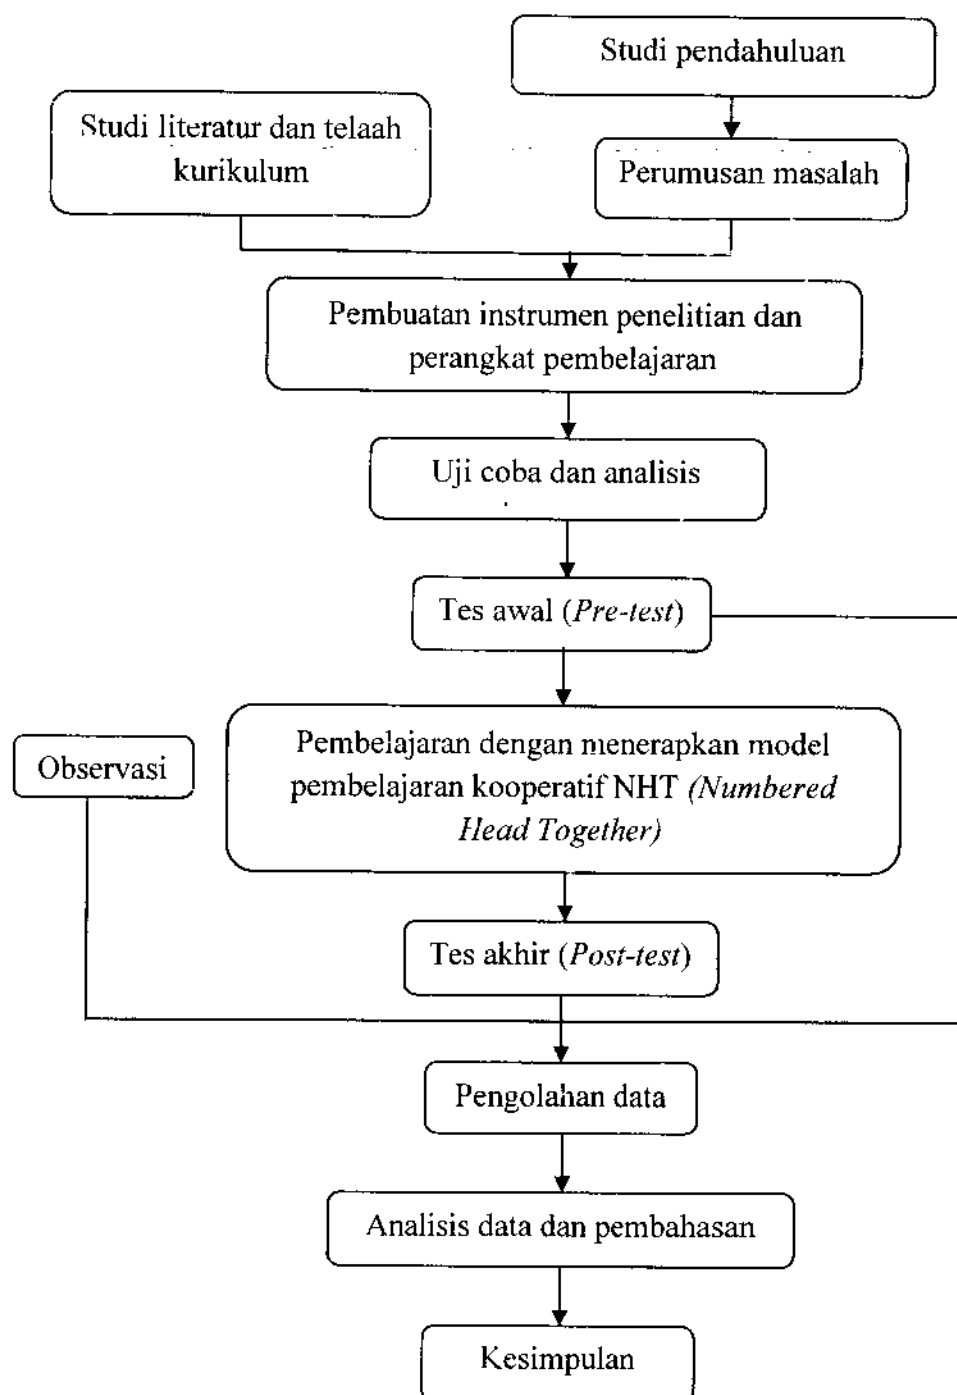 Studi pendahuluan
Studi literatur dan telaah
kurikulum
Perumusan masalah
Pembuatan instrumen penelitian dan
perangkat pembelajaran
Uji coba dan analisis
Tes awal (Pre-test)
Observasi
Pembelajaran dengan menerapkan model
pembelajaran kooperatif NHT (Numbered
Head Together)
Tes akhir (Post-test)
Pengolahan data
Analisis data dan pembahasan
Kesimpulan